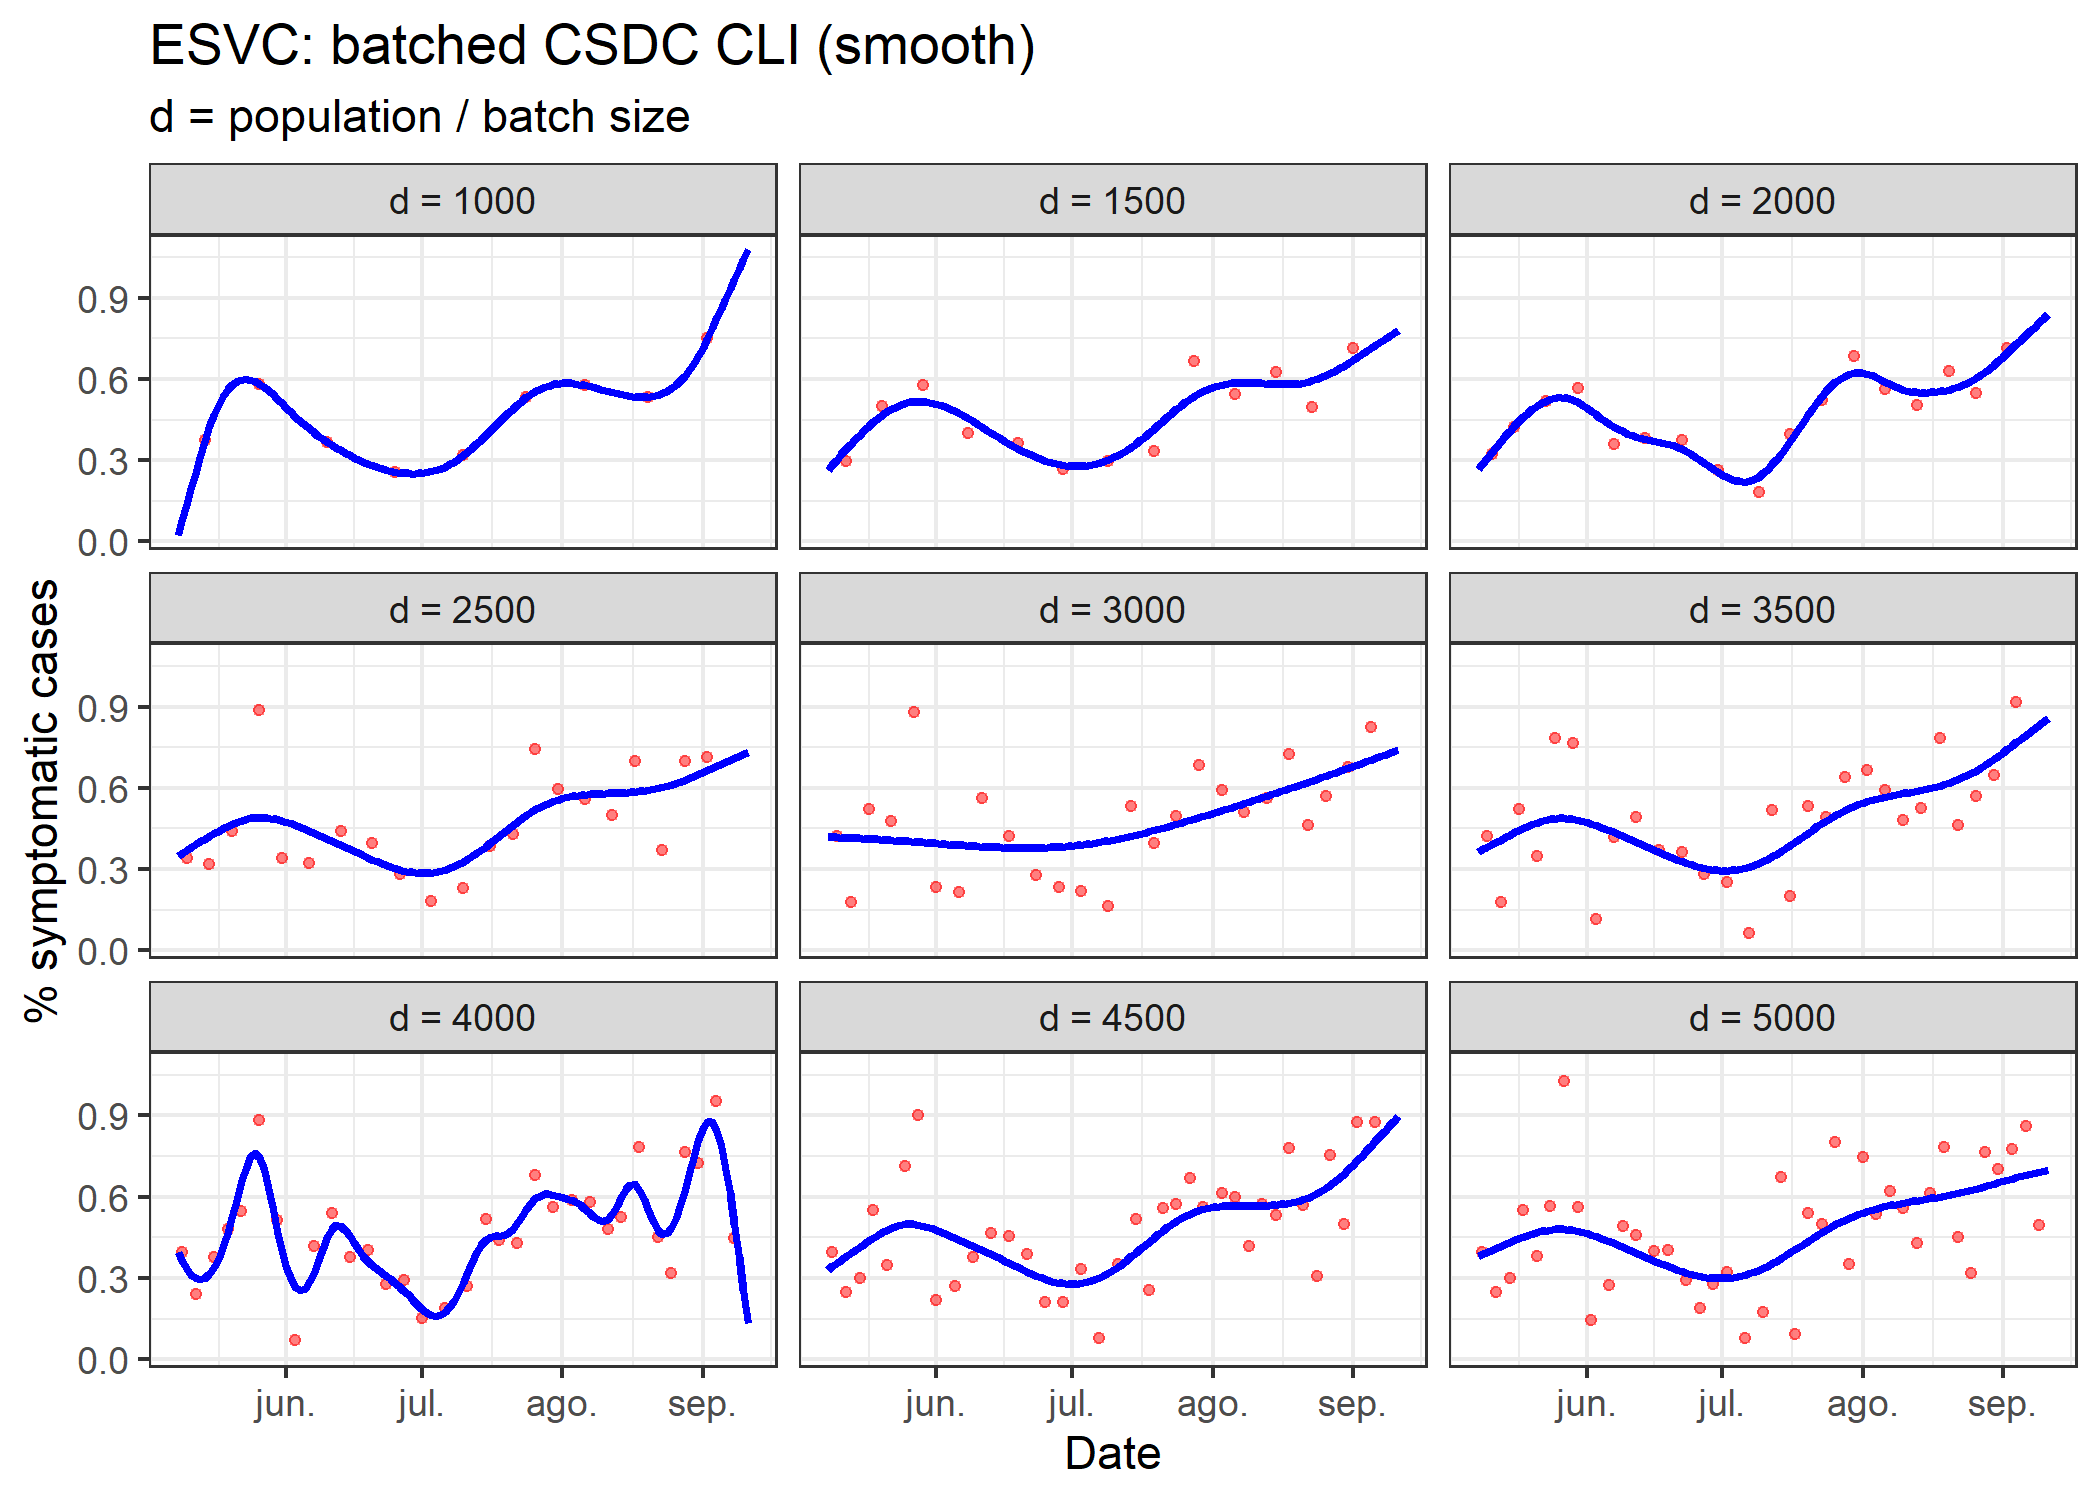 ESVC: batched CSDC CLI (smooth)
d = population / batch size
d = 1000
d = 1500
d = 2000
0.9
0.6
0.3
0.0
d = 2500
d = 3000
d = 3500
0.9
0.6
0.3
0.0
% symptomatic cases
d = 4000
d = 4500
d = 5000
0.9
0.6
0.3
0.0
jun. jul. ago. sep.
jun. jul. ago. sep.
jun. jul. ago. sep.
Date